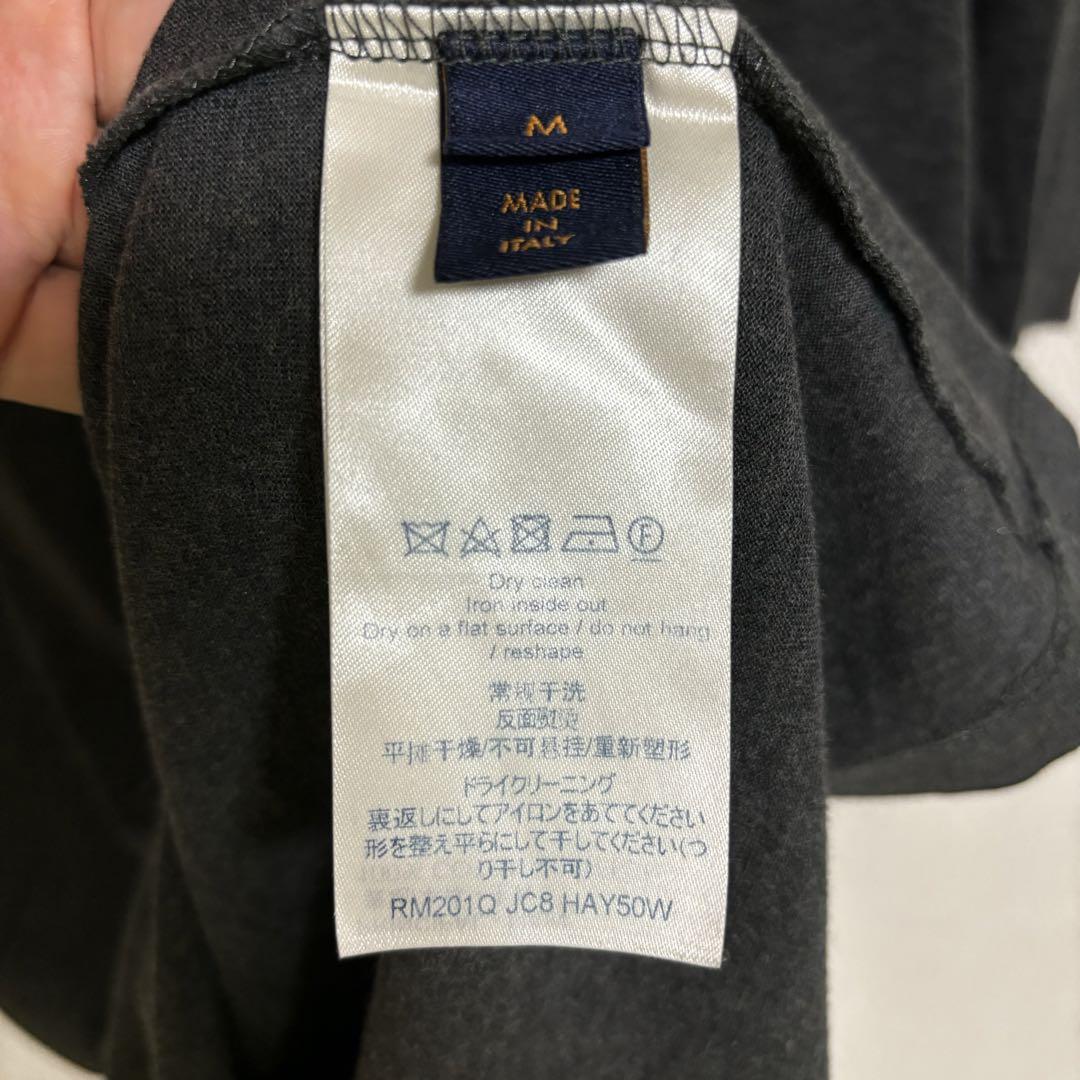 M
MADE
IN
ITALY
F
Dry clean
Iron inside out
Dry on a flat surface / do not hang
/ reshape
常规干洗
反面熨烫
平摊干燥/不可悬挂/重新塑形
ドライクリーニング
裏返しにしてアイロンをあててください
形を整え平らにして干してください(つ
り干し不可)
RM201Q JC8 HAY50W